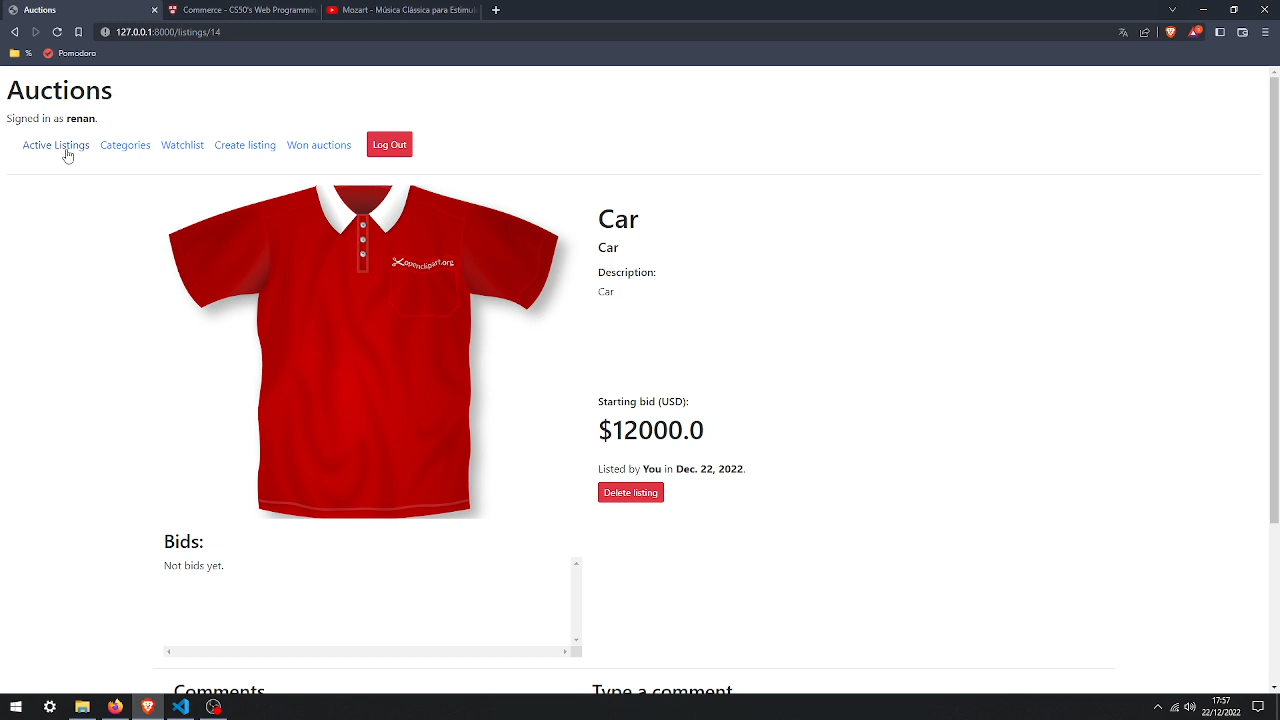 Auctions
Commerce - CS50's Web Programmin
Mozart - Música Clássica para Estimul
127.0.0.1:8000/listings/14
%
Pomodoro
Auctions
Signed in as renan.
Active Listings Categories Watchlist Create listing Won auctions Log Out
openclipart.org
Car
Car
Description:
Car
Starting bid (USD):
$12000.0
Listed by You in Dec. 22, 2022.
Delete listing
Bids:
Not bids yet.
Comments
Type a comment
17:57
22/12/2022